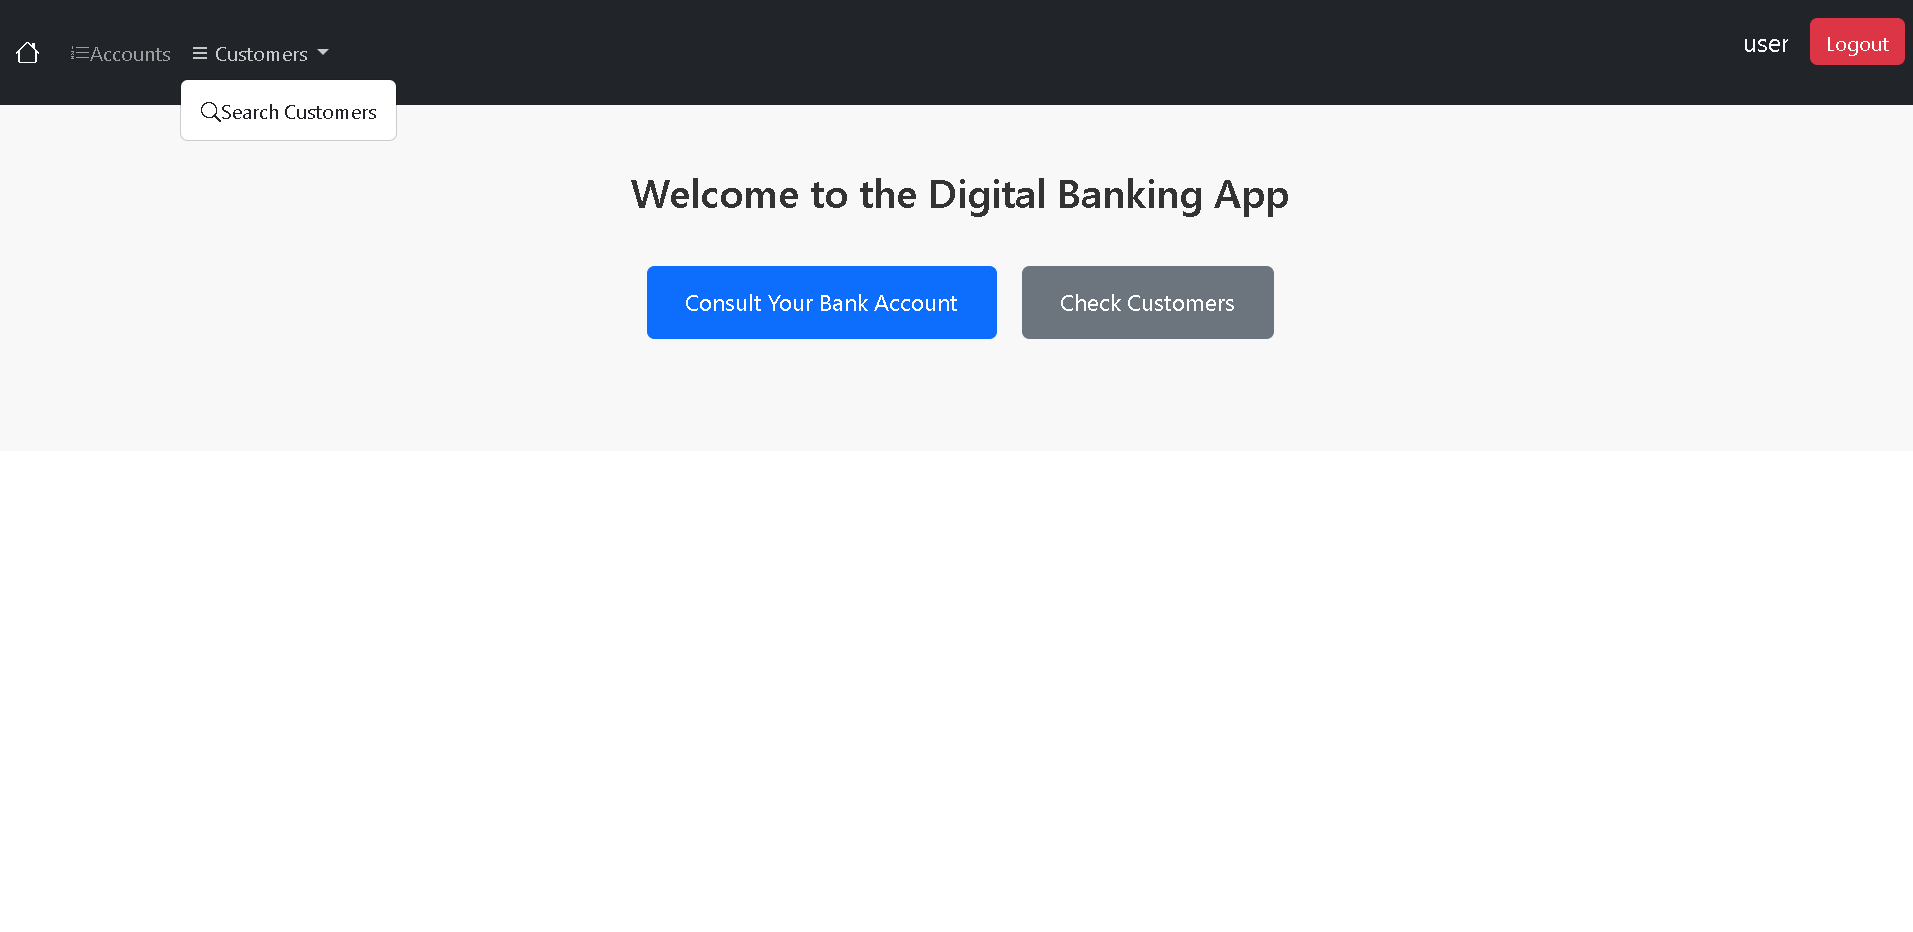 Accounts
Customers
user
Logout
Search Customers
Welcome to the Digital Banking App
Consult Your Bank Account
Check Customers